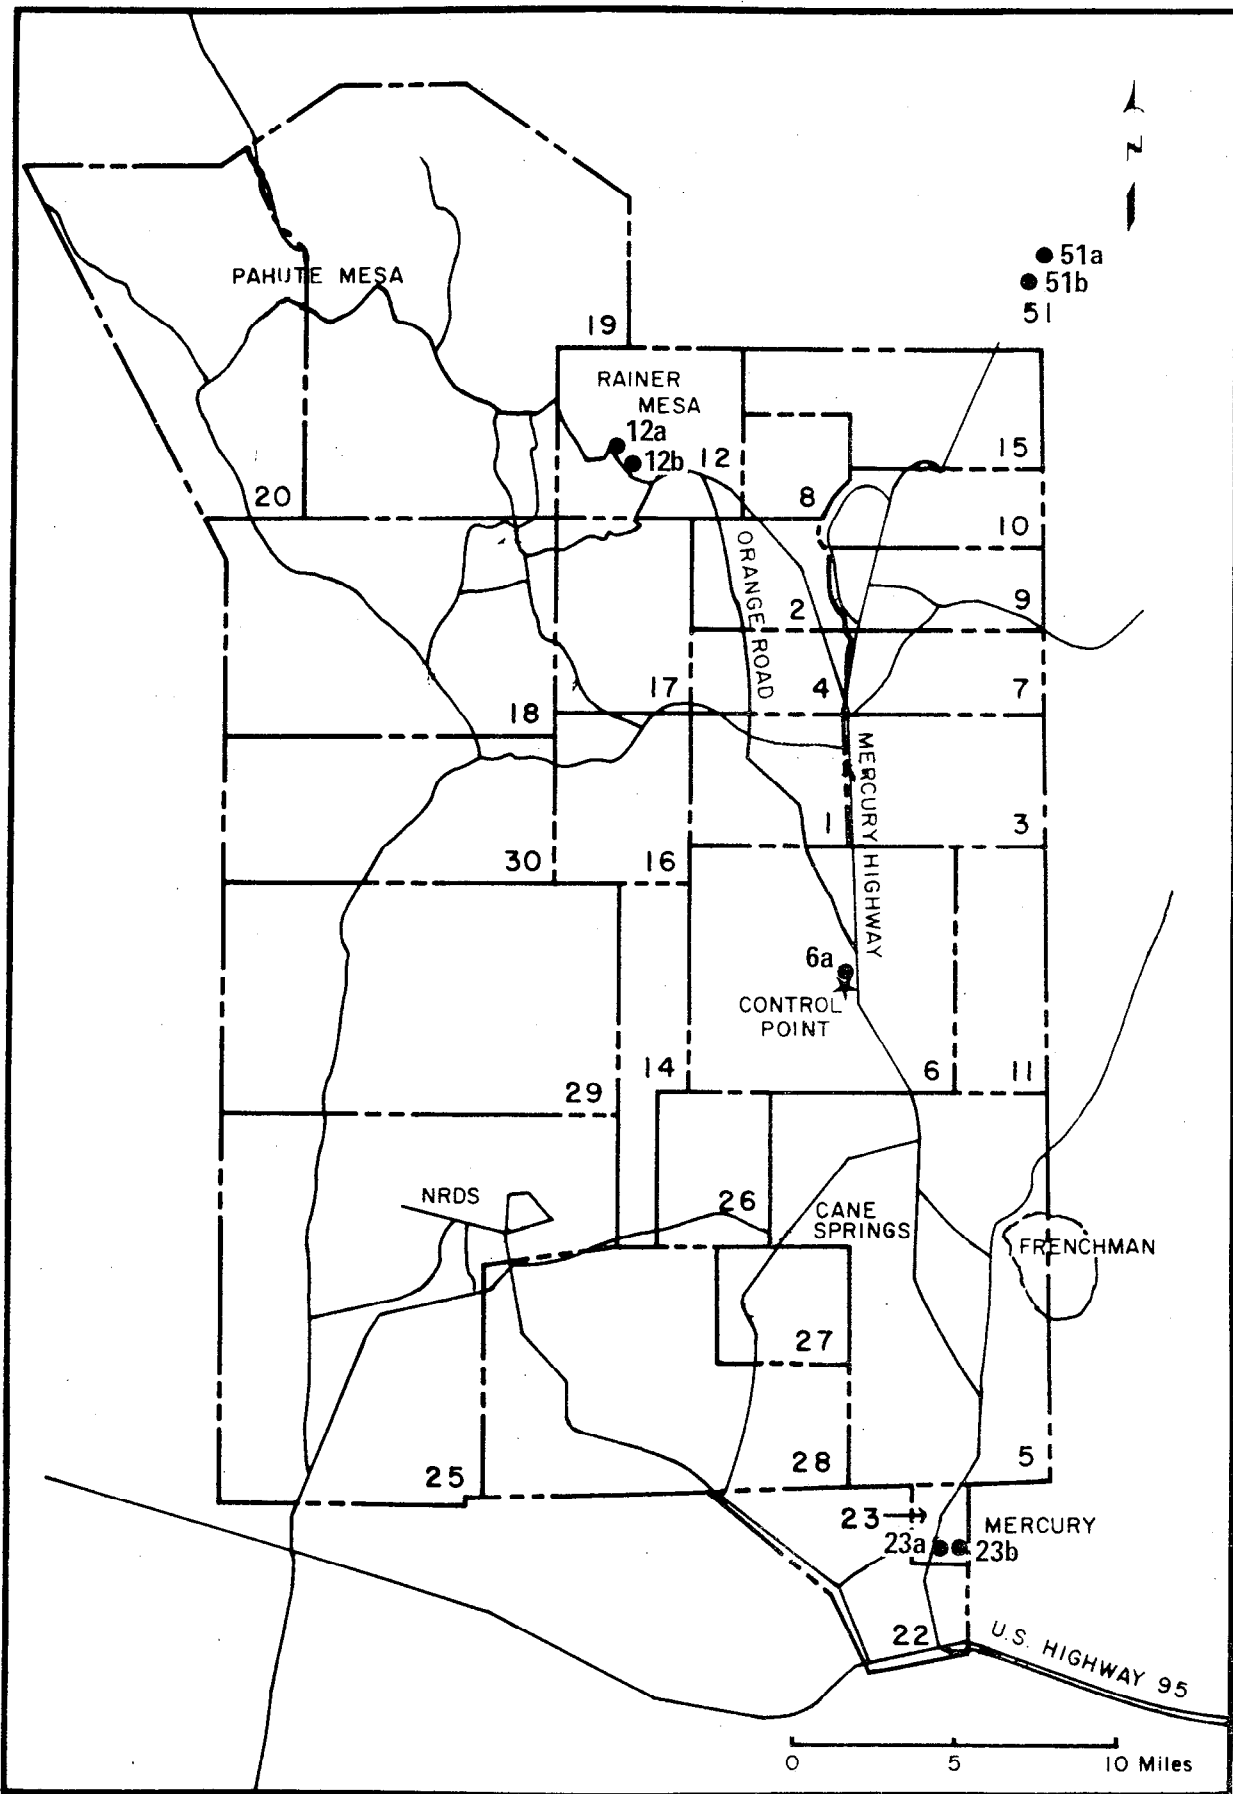 N
51a
51b
51
PAHUTE MESA
19
RAINER
MESA
12a
12b
12
15
20
8
10
ORANGE ROAD
2
9
17
4
7
18
MERCURY HIGHWAY
1
3
30
16
6a
CONTROL
POINT
14
6
11
29
NRDS
26
CANE
SPRINGS
FRENCHMAN
27
25
28
5
23
MERCURY
23a
23b
22
U.S. HIGHWAY 95
0
5
10 Miles